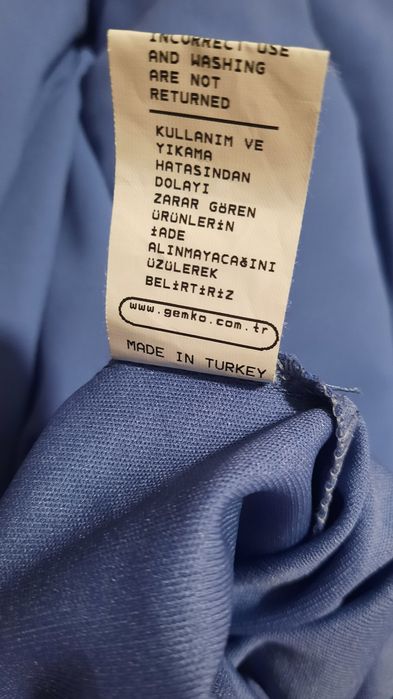 INCORRECT USE
AND WASHING
ARE NOT
RETURNED
KULLANIM VE
YIKAMA
HATASINDAN
DOLAYI
ZARAR GÖREN
ÜRÜNLERİN
İADE
ALINMAYACAĞINI
ÜZÜLEREK
BELİRTİRİZ
www.gemko.com.tr
MADE IN TURKEY